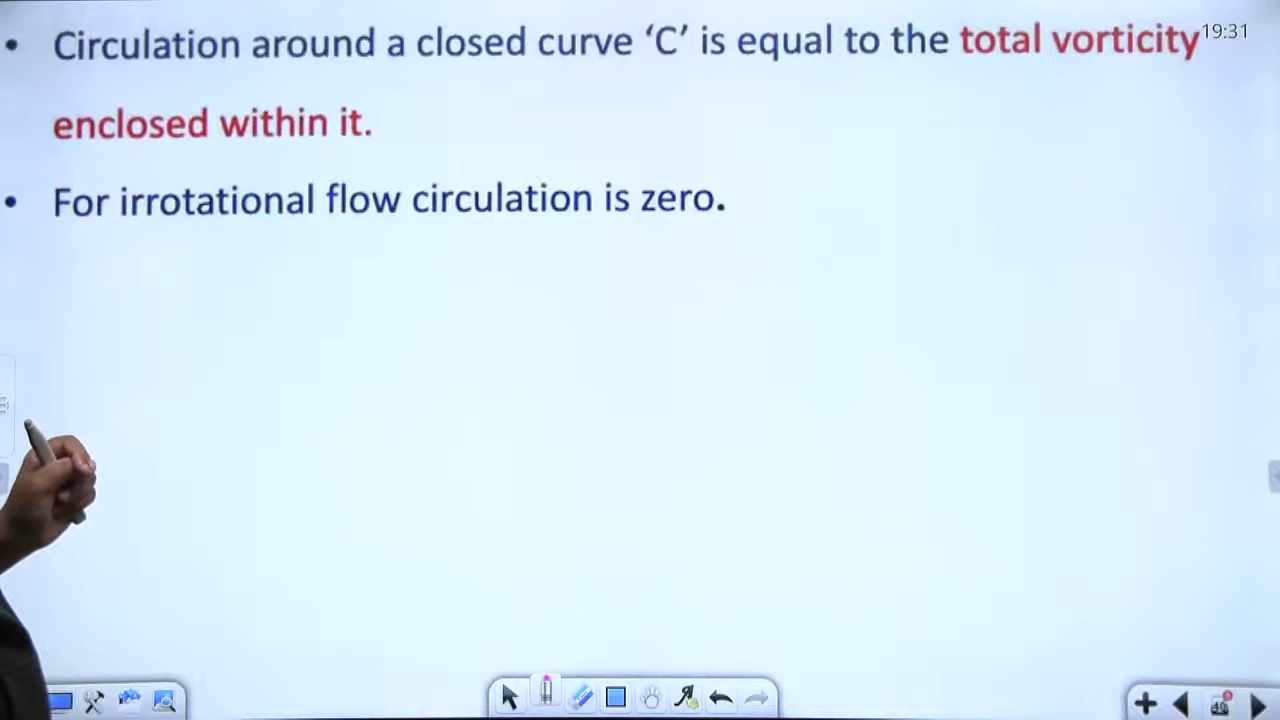 • Circulation around a closed curve ‘C’ is equal to the total vorticity
19:31
enclosed within it.
• For irrotational flow circulation is zero.